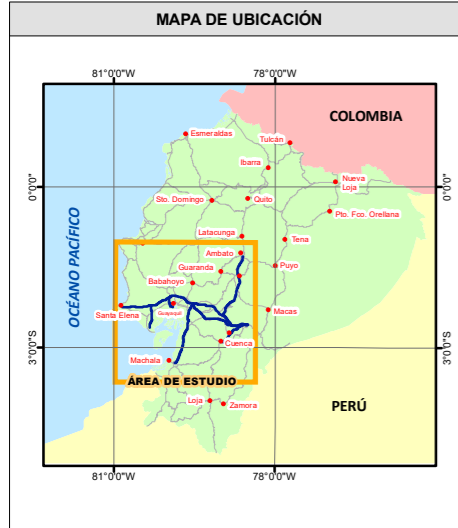 MAPA DE UBICACIÓN
81°0'0"W
78°0'0"W
COLOMBIA
Esmeraldas
Tulcán
Ibarra
Nueva
Loja
0°0'0"
0°0'0"
Sto. Domingo
Quito
Pto. Fco. Orellana
OCÉANO PACÍFICO
Latacunga
Tena
Ambato
Guaranda
Puyo
Babahoyo
Santa Elena
Guayaquil
Macas
Cuenca
3°0'0"S
3°0'0"S
Machala
ÁREA DE ESTUDIO
Loja
Zamora
PERÚ
81°0'0"W
78°0'0"W